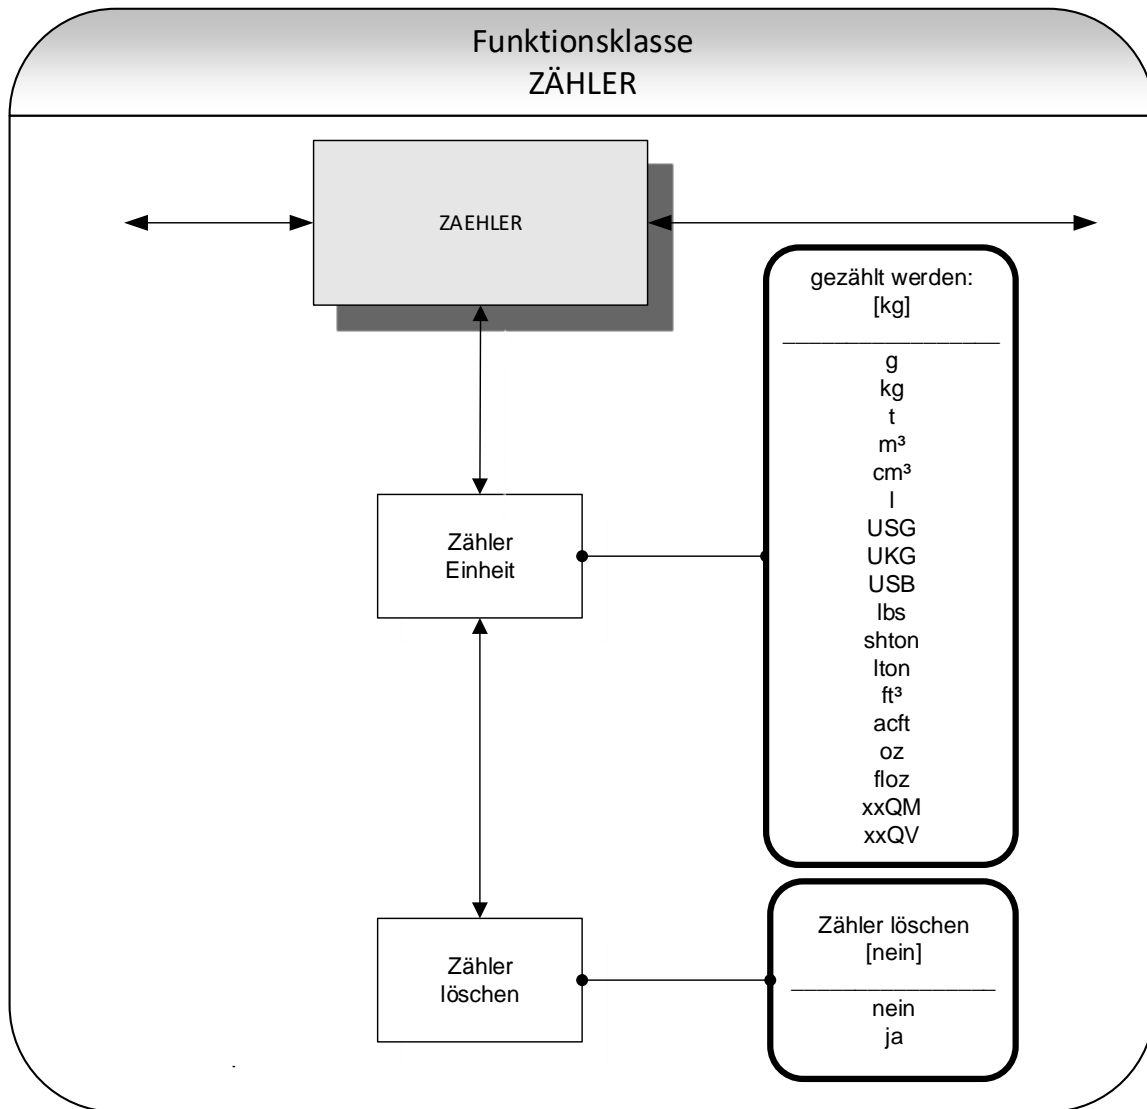 Funktionsklasse
ZÄHLER
ZAEHLER
gezählt werden:
[kg]
g
kg
t
m³
cm³
l
USG
UKG
USB
lbs
shton
lton
ft³
acft
oz
floz
xxQM
xxQV
Zähler
Einheit
Zähler
löschen
Zähler löschen
[nein]
nein
ja